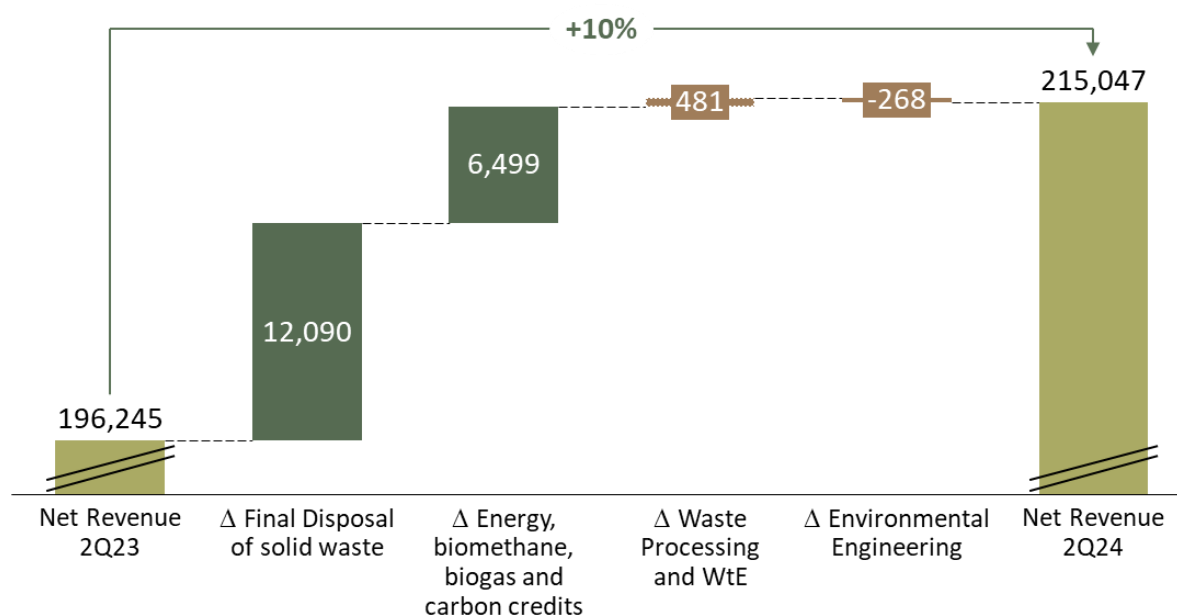 +10%
215,047
481
-268
6,499
12,090
196,245
Net Revenue
2Q23
Δ Final Disposal
of solid waste
Δ Energy,
biomethane,
biogas and
carbon credits
Δ Waste
Processing
and WtE
Δ Environmental
Engineering
Net Revenue
2Q24